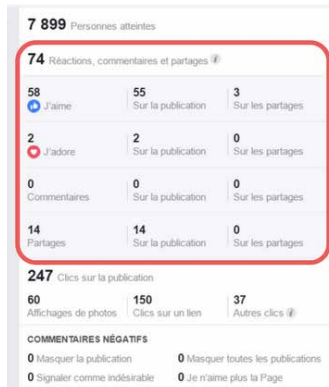 7 899 Personnes atteintes
74 Réactions, commentaires et partages
58 55 3
J'aime Sur la publication Sur les partages
2 2 0
J'adore Sur la publication Sur les partages
0 0 0
Commentaires Sur la publication Sur les partages
14 14 0
Partages Sur la publication Sur les partages
247 Clics sur la publication
60 150 37
Affichages de photos Clics sur un lien Autres clics
COMMENTAIRES NÉGATIFS
0 Masquer la publication 0 Masquer toutes les publications
0 Signaler comme indésirable 0 Je n'aime plus la Page